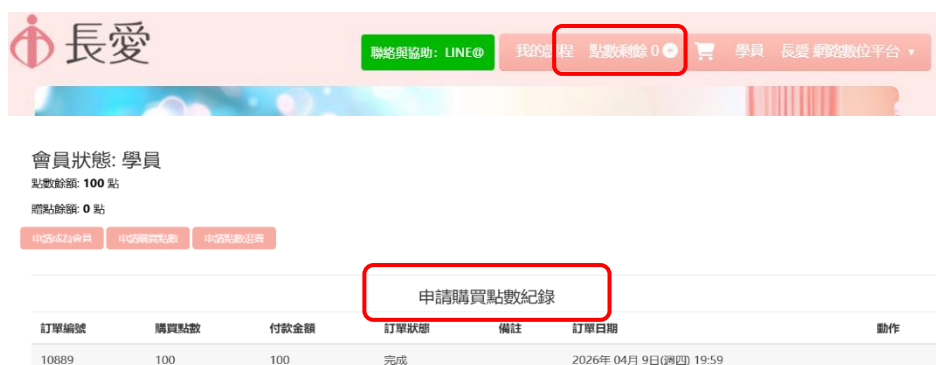 長愛
聯絡與協助: LINE@ 我的課程 點數剩餘 0 學員 長愛 網路數位平台
會員狀態: 學員
點數餘額: 100 點
贈點餘額: 0 點
申請成為會員 申請購買點數 申請點數退費
申請購買點數紀錄
訂單編號 購買點數 付款金額 訂單狀態 備註 訂單日期 動作
10889 100 100 完成 2026年 04月 9日(週四) 19:59